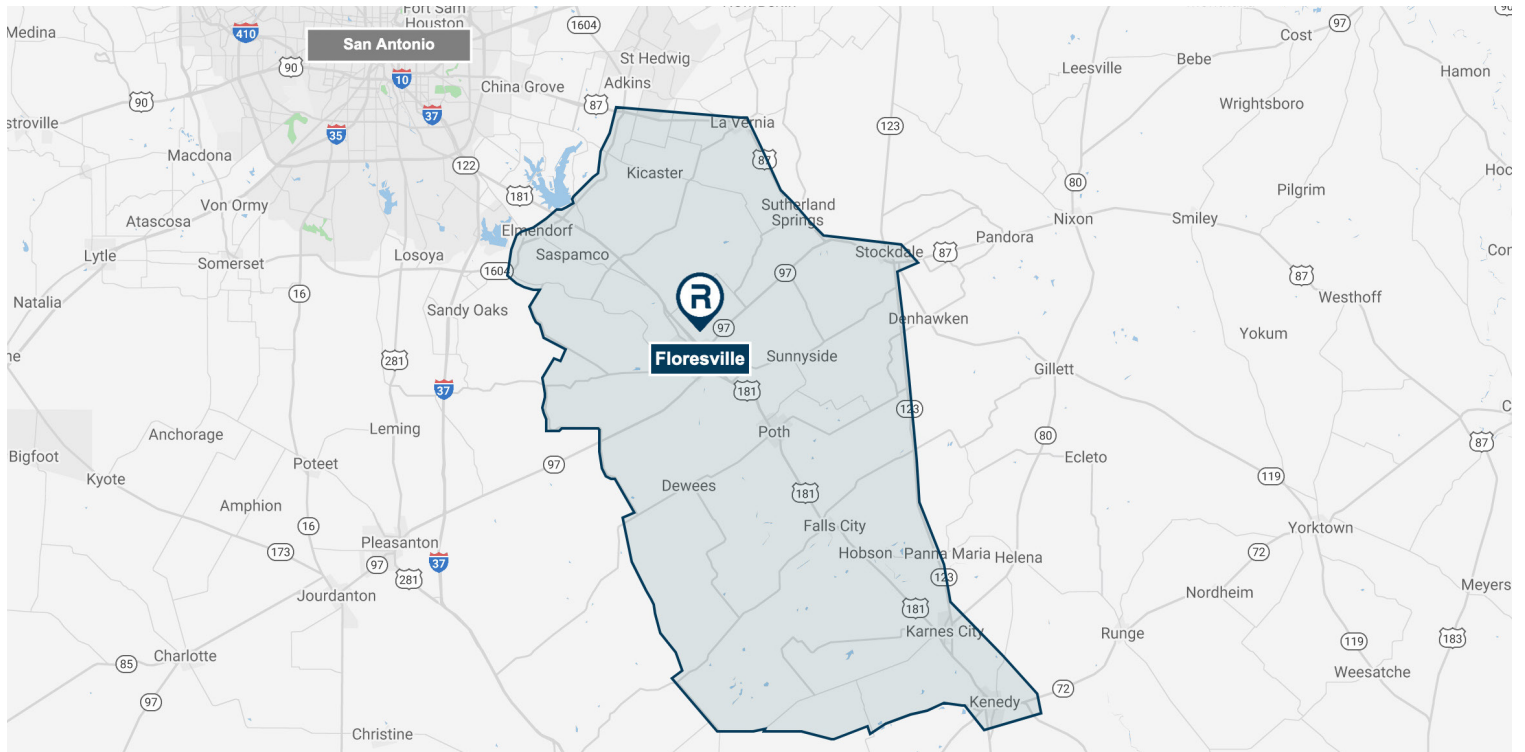 Fort Sam
Houston
Medina
410
San Antonio
1604
97
Cost
90
St Hedwig
Bebe
Leesville
Hamon
10
Adkins
China Grove
90
87
Wrightsboro
37
stroville
35
La Vernia
123
Macdona
122
87
Kicaster
80
181
Pilgrim
Von Ormy
Sutherland
Springs
Atascosa
Nixon
Smiley
Elmendorf
Pandora
Lytle
Somerset
Losoya
Saspamco
Stockdale
87
1604
97
87
16
Natalia
Sandy Oaks
R
Westhoff
97
Denhawken
Yokum
Floresville
Sunnyside
281
Gillett
37
181
123
Leming
Anchorage
Poth
80
87
Bigfoot
Poteet
97
Ecleto
Kyote
119
Dewees
181
Amphion
16
Falls City
Yorktown
Pleasanton
173
Hobson
Panna Maria
Helena
72
37
97
281
123
Meyers
Jourdanton
Nordheim
181
Karnes City
Runge
119
183
Charlotte
85
Weesatche
72
97
Kenedy
Christine